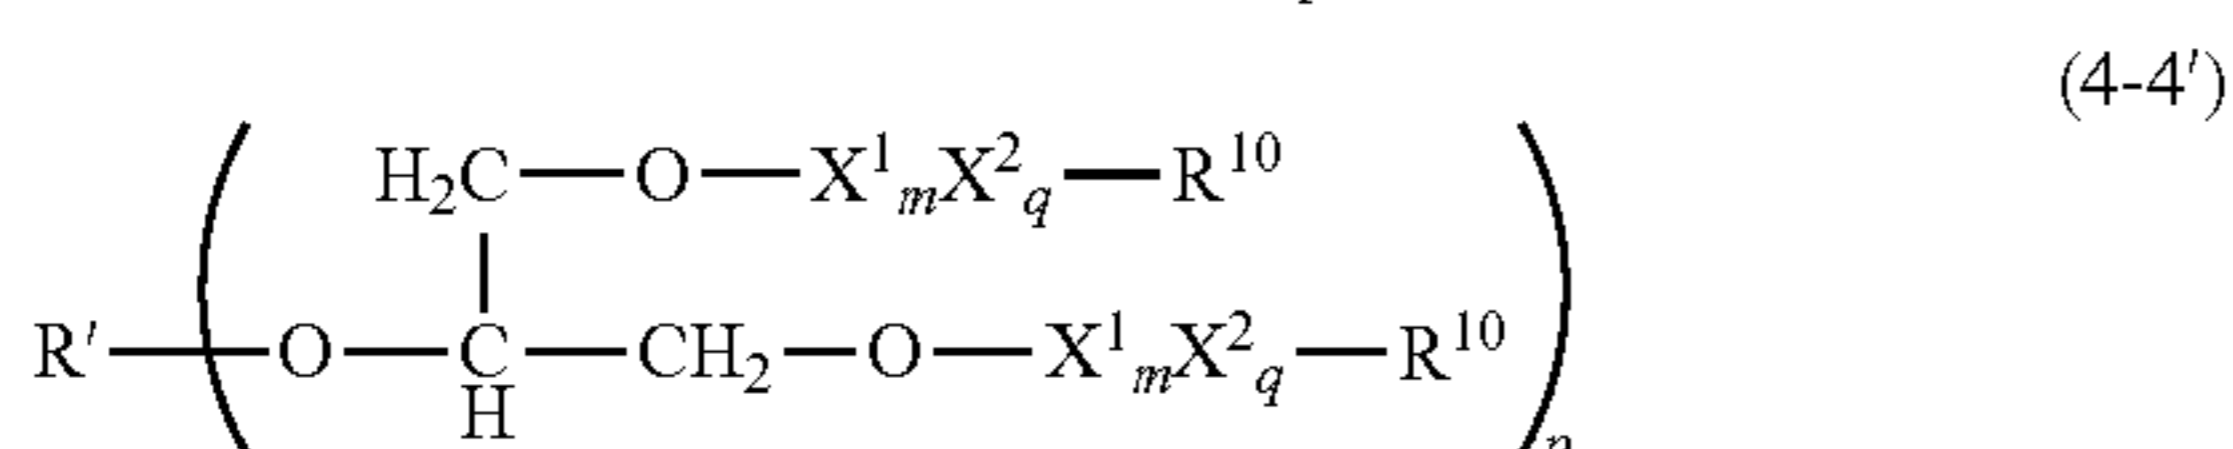 (4-4′)
H₂C—O—X¹ₘX²q—R¹⁰
R′—O—C—CH₂—O—X¹ₘX²q—R¹⁰
H